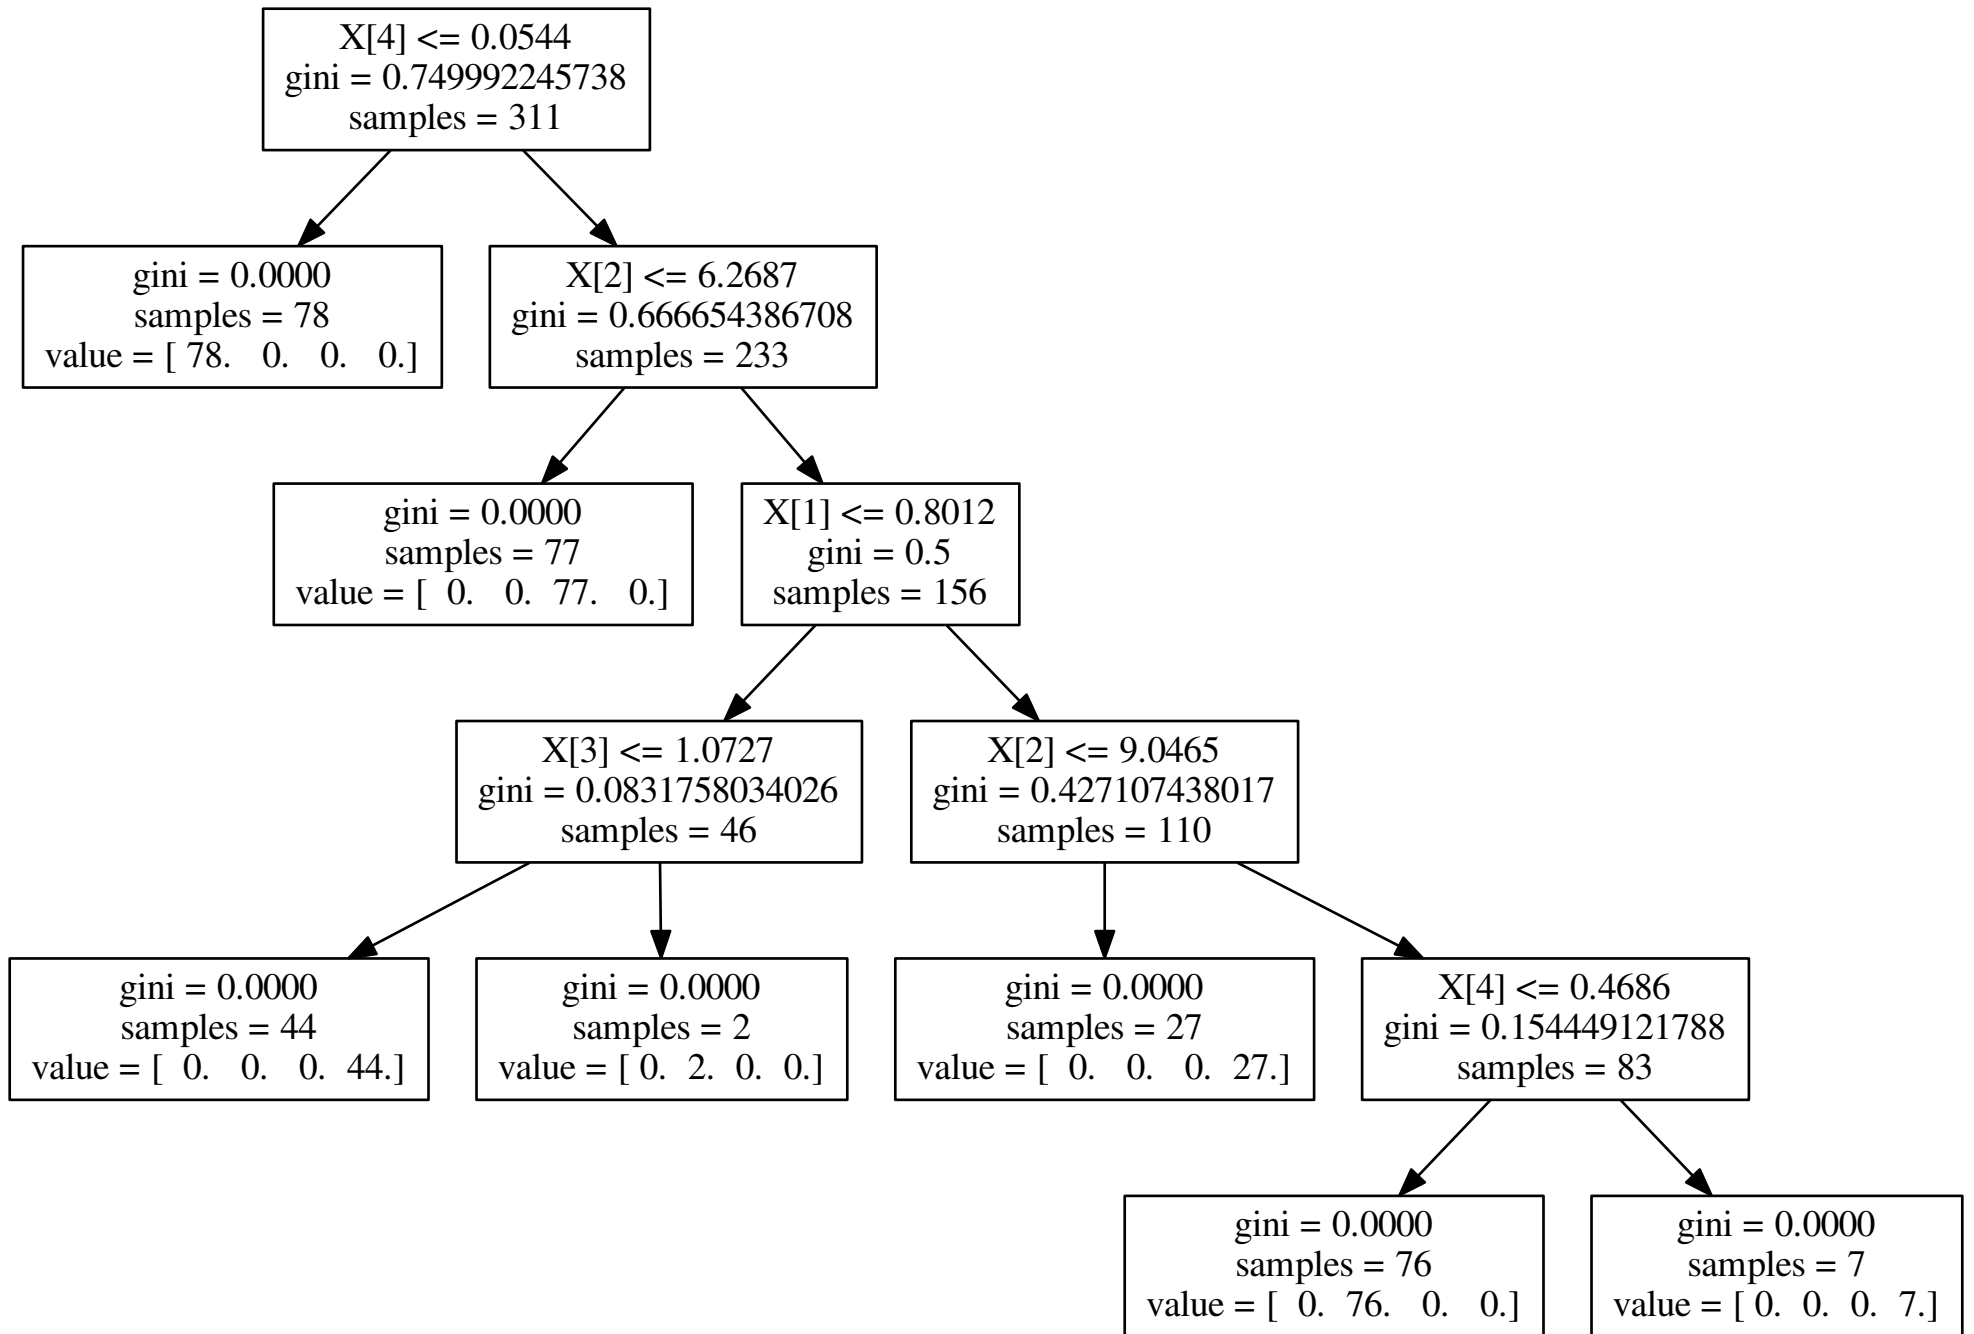 X[4] <= 0.0544
gini = 0.749992245738
samples = 311
gini = 0.0000
samples = 78
value = [ 78.   0.   0.   0.]
X[2] <= 6.2687
gini = 0.666654386708
samples = 233
gini = 0.0000
samples = 77
value = [  0.   0.  77.   0.]
X[1] <= 0.8012
gini = 0.5
samples = 156
X[3] <= 1.0727
gini = 0.0831758034026
samples = 46
X[2] <= 9.0465
gini = 0.427107438017
samples = 110
gini = 0.0000
samples = 44
value = [  0.   0.   0.  44.]
gini = 0.0000
samples = 2
value = [ 0.  2.  0.  0.]
gini = 0.0000
samples = 27
value = [  0.   0.   0.  27.]
X[4] <= 0.4686
gini = 0.154449121788
samples = 83
gini = 0.0000
samples = 76
value = [  0.  76.   0.   0.]
gini = 0.0000
samples = 7
value = [ 0.  0.  0.  7.]